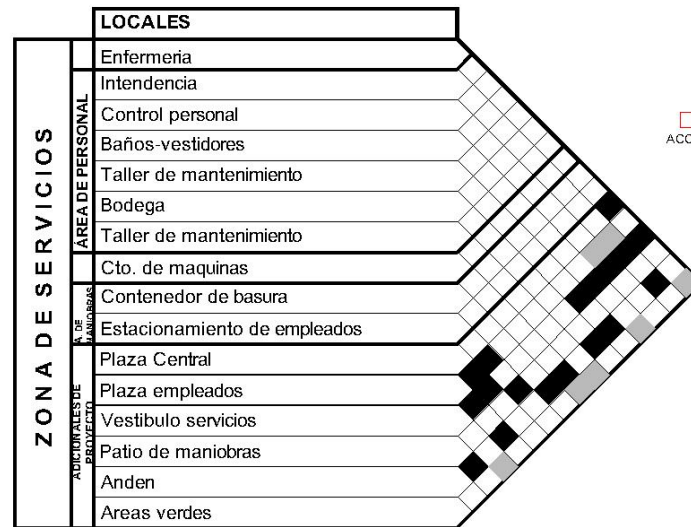 LOCALES
ZONA DE SERVICIOS
Enfermeria
ÁREA DE PERSONAL
Intendencia
Control personal
Baños-vestidores
Taller de mantenimiento
Bodega
Taller de mantenimiento
Cto. de maquinas
A. DE
MANIOBRAS
Contenedor de basura
Estacionamiento de empleados
ADICIONALES DE
PROYECTO
Plaza Central
Plaza empleados
Vestibulo servicios
Patio de maniobras
Anden
Areas verdes